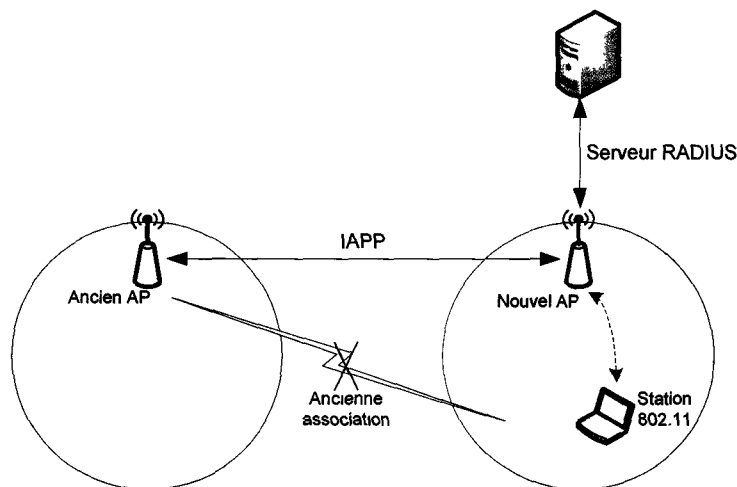 Serveur RADIUS
IAPP
Ancien AP
Nouvel AP
Ancienne
association
Station
802.11